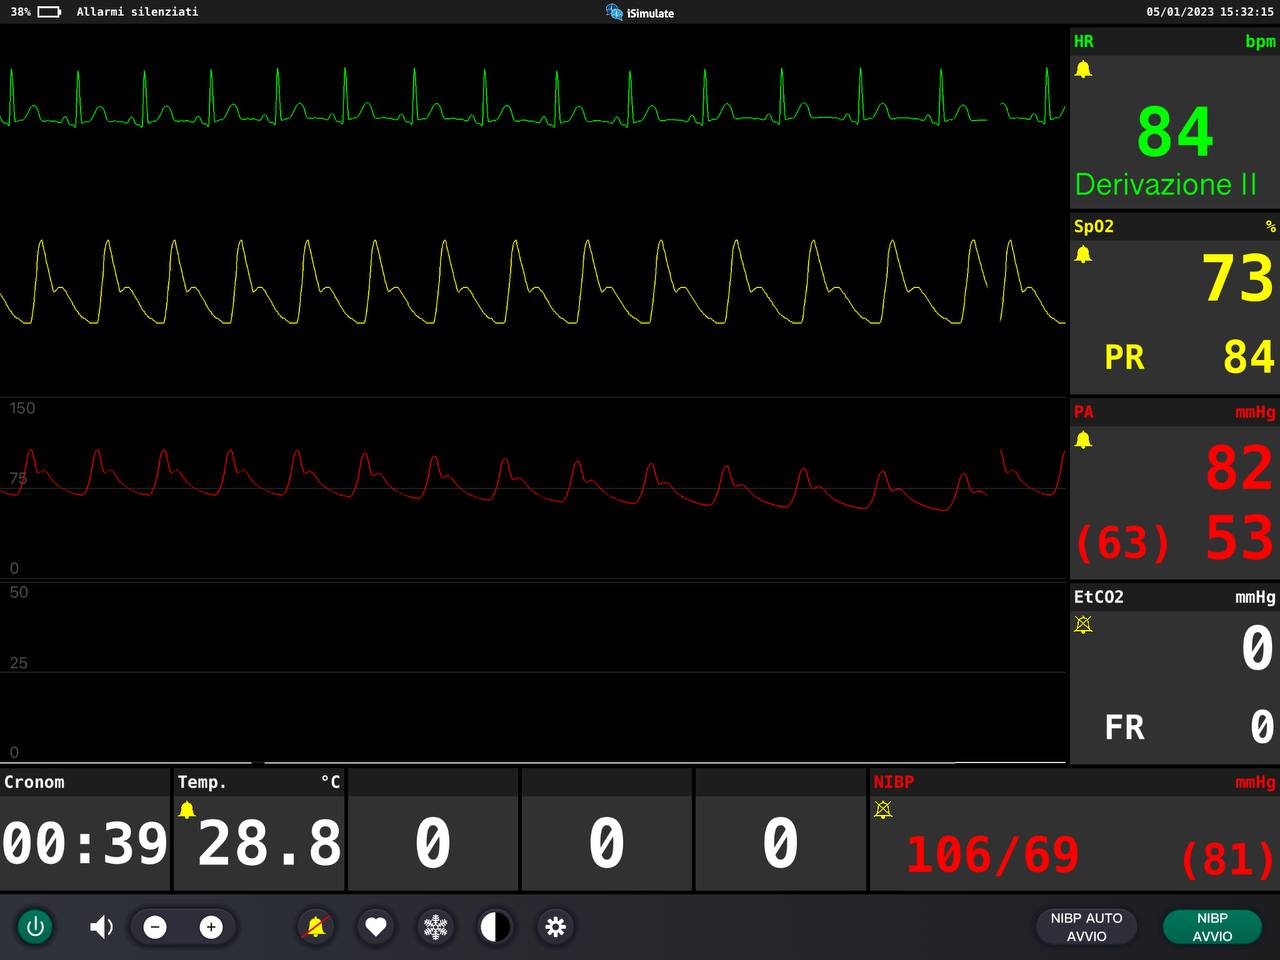 38% Allarmi silenziati iSimulate 05/01/2023 15:32:15
HR bpm
84
Derivazione II
SpO2 %
73
PR 84
150
75
0
PA mmHg
82
(63) 53
50
25
0
EtCO2 mmHg
0
FR 0
Cronom
00:39
Temp. °C
28.8
0
0
0
NIBP mmHg
106/69 (81)
NIBP AUTO
AVVIO
NIBP
AVVIO